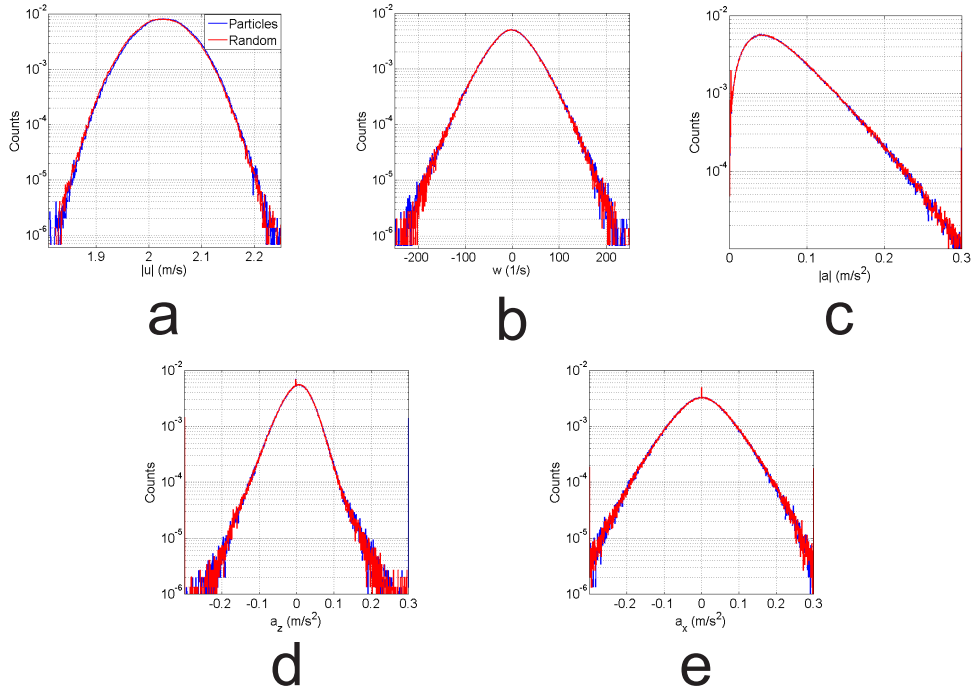 10⁻²
10⁻³
10⁻⁴
10⁻⁵
10⁻⁶
Counts
Particles
Random
1.9 2 2.1 2.2
|u| (m/s)
a
10⁻²
10⁻³
10⁻⁴
10⁻⁵
10⁻⁶
Counts
-200 -100 0 100 200
w (1/s)
b
10⁻²
10⁻³
10⁻⁴
Counts
0 0.1 0.2 0.3
|a| (m/s²)
c
10⁻²
10⁻³
10⁻⁴
10⁻⁵
10⁻⁶
Counts
-0.2 -0.1 0 0.1 0.2 0.3
a_z (m/s²)
d
10⁻²
10⁻³
10⁻⁴
10⁻⁵
10⁻⁶
Counts
-0.2 -0.1 0 0.1 0.2 0.3
a_x (m/s²)
e